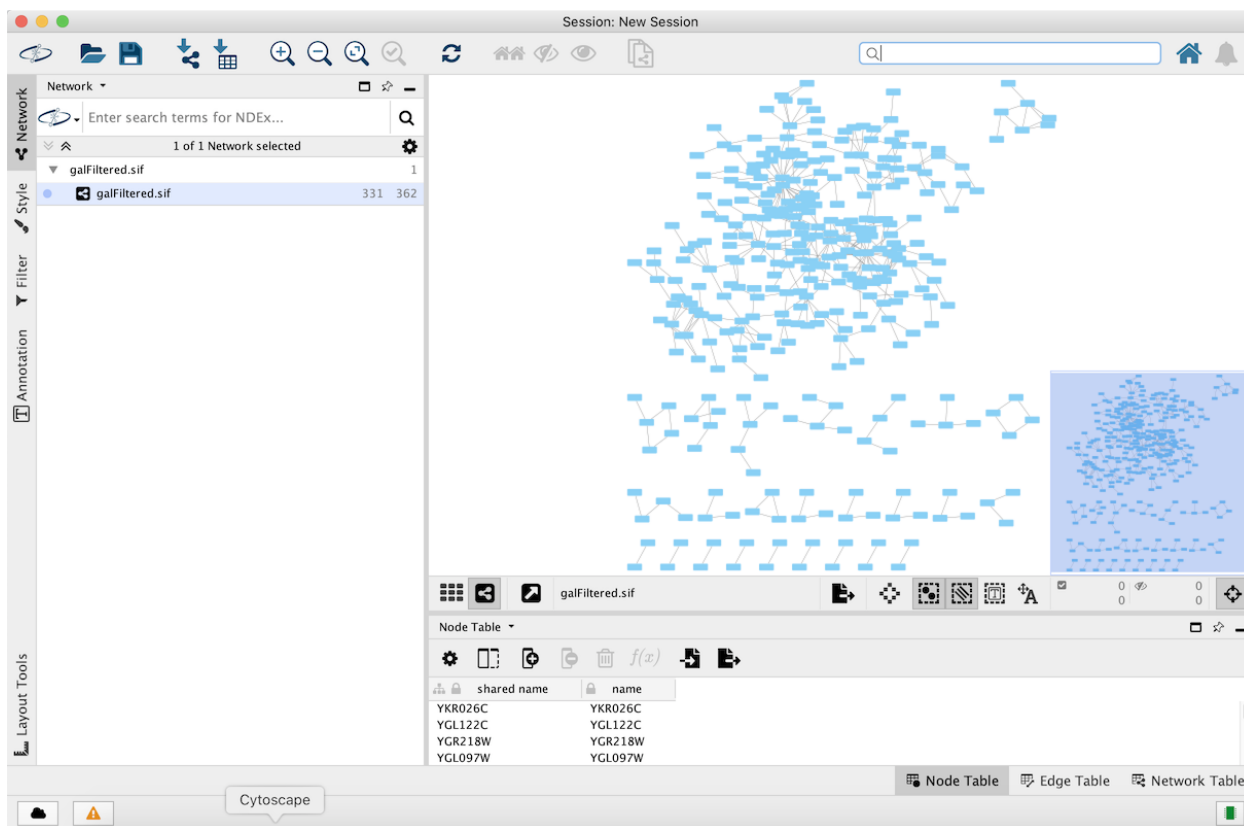 Session: New Session
Network
Enter search terms for NDEx...
1 of 1 Network selected
galFiltered.sif 1
galFiltered.sif 331 362
Network
Style
Filter
Annotation
Layout Tools
galFiltered.sif
A
0 0
0 0
Node Table
f(x)
shared name name
YKR026C YKR026C
YGL122C YGL122C
YGR218W YGR218W
YGL097W YGL097W
Node Table Edge Table Network Table
Cytoscape